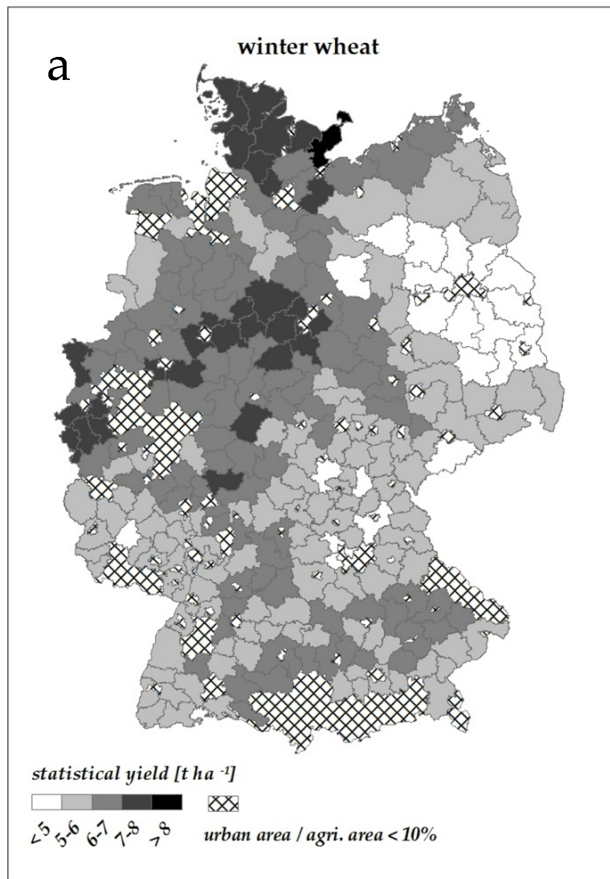 winter wheat
a
statistical yield [t ha -1]
< 5
5-6
6-7
7-8
> 8
urban area / agri. area < 10%